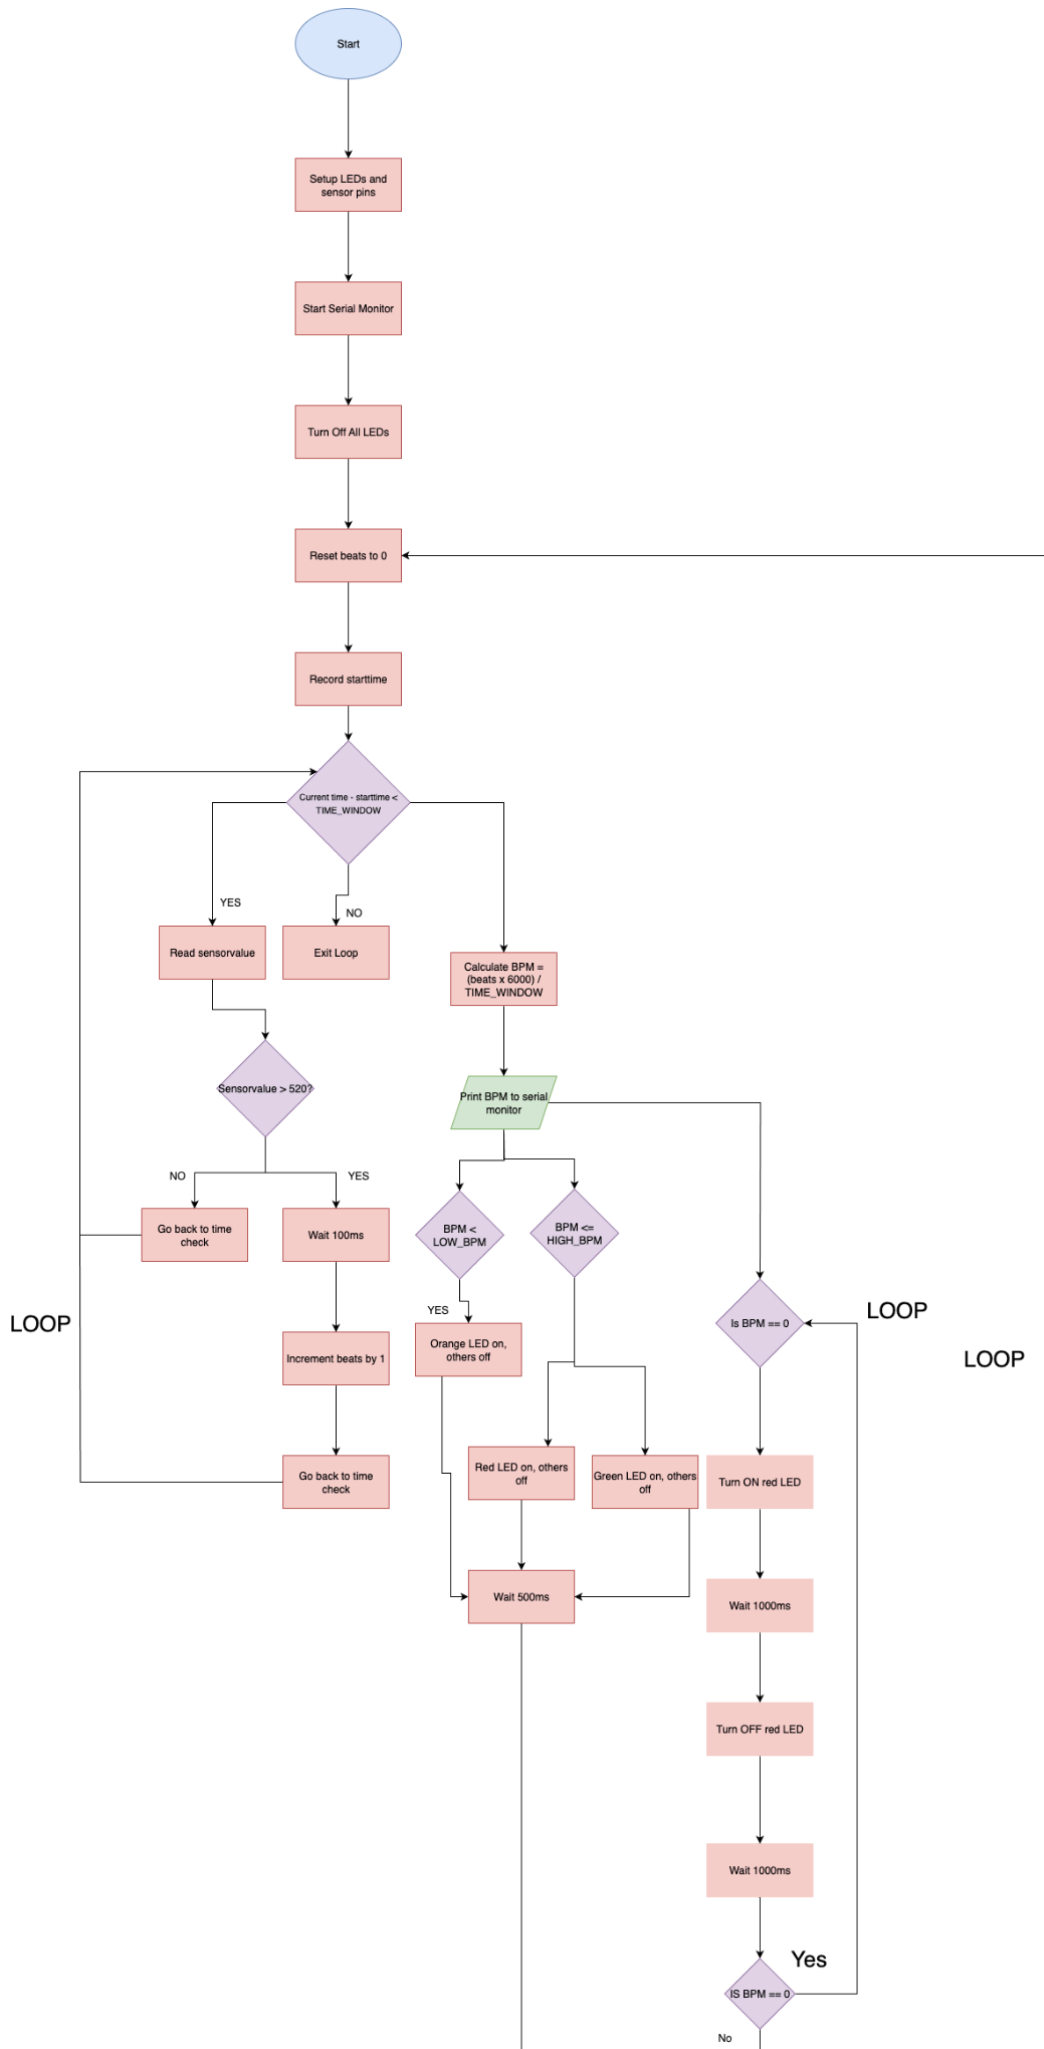 Start
Setup LEDs and
sensor pins
Start Serial Monitor
Turn Off All LEDs
Reset beats to 0
Record starttime
Current time - starttime <
TIME_WINDOW
YES
NO
Read sensorvalue
Exit Loop
Calculate BPM =
(beats x 6000) /
TIME_WINDOW
Sensorvalue > 520?
Print BPM to serial
monitor
NO
YES
Go back to time
check
Wait 100ms
BPM <
LOW_BPM
BPM <=
HIGH_BPM
LOOP
Is BPM == 0
LOOP
LOOP
YES
Increment beats by 1
Orange LED on,
others off
Go back to time
check
Red LED on, others
off
Green LED on, others
off
Turn ON red LED
Wait 500ms
Wait 1000ms
Turn OFF red LED
Wait 1000ms
Yes
IS BPM == 0
No